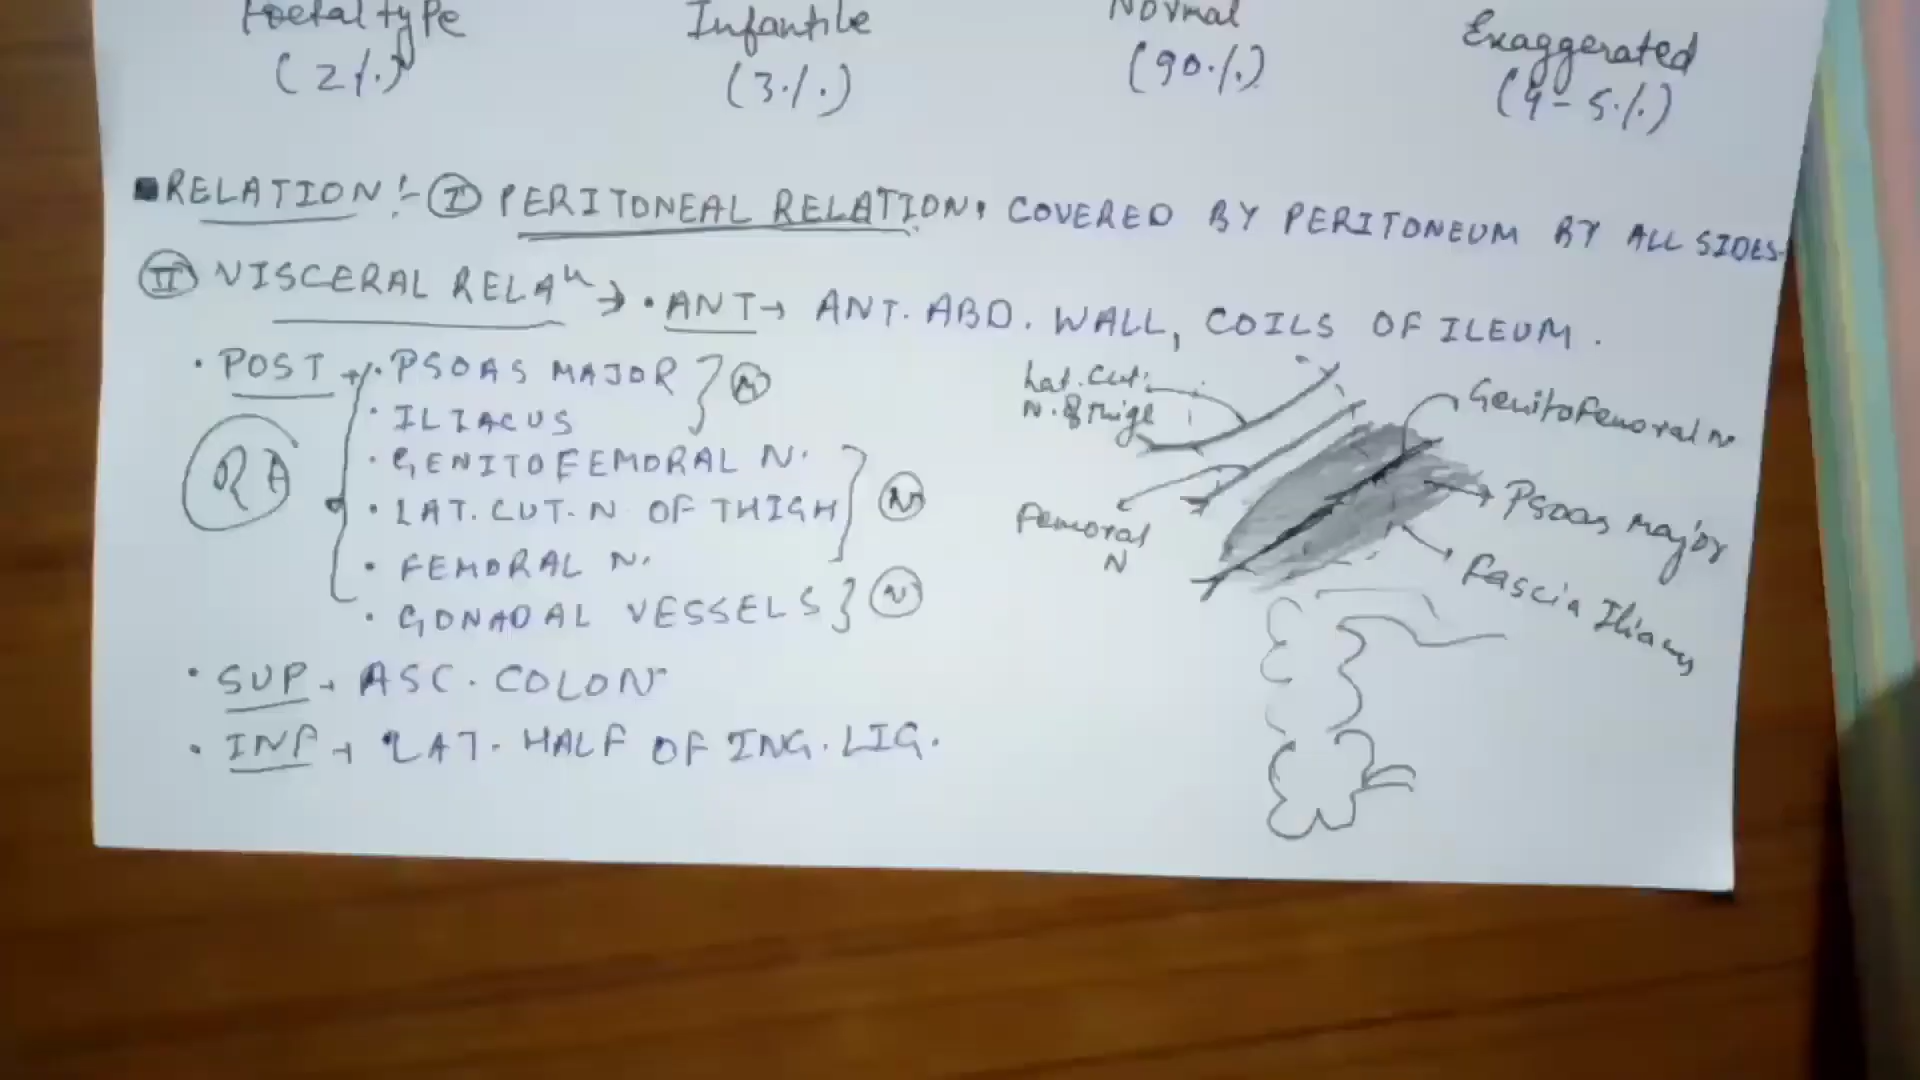 Foetal type Infantile Normal Exaggerated
(2%) (3%) (90%) (4-5%)
RELATION:- (I) PERITONEAL RELATION. COVERED BY PERITONEUM BY ALL SIDES-
(II) VISCERAL RELAn → • ANT → ANT. ABD. WALL, COILS OF ILEUM.
• POST → • PSOAS MAJOR } (M)
• ILIACUS
• GENITOFEMORAL N.
• LAT. CUT. N OF THIGH } (N)
• FEMORAL N.
• GONADAL VESSELS } (V)
• SUP → ASC. COLON
• INF → LAT. HALF OF ING. LIG.
Lat. Cut.
N. of Thige
Femoral
N
Genitofemoral N
Psoas Major
Fascia Iliacus